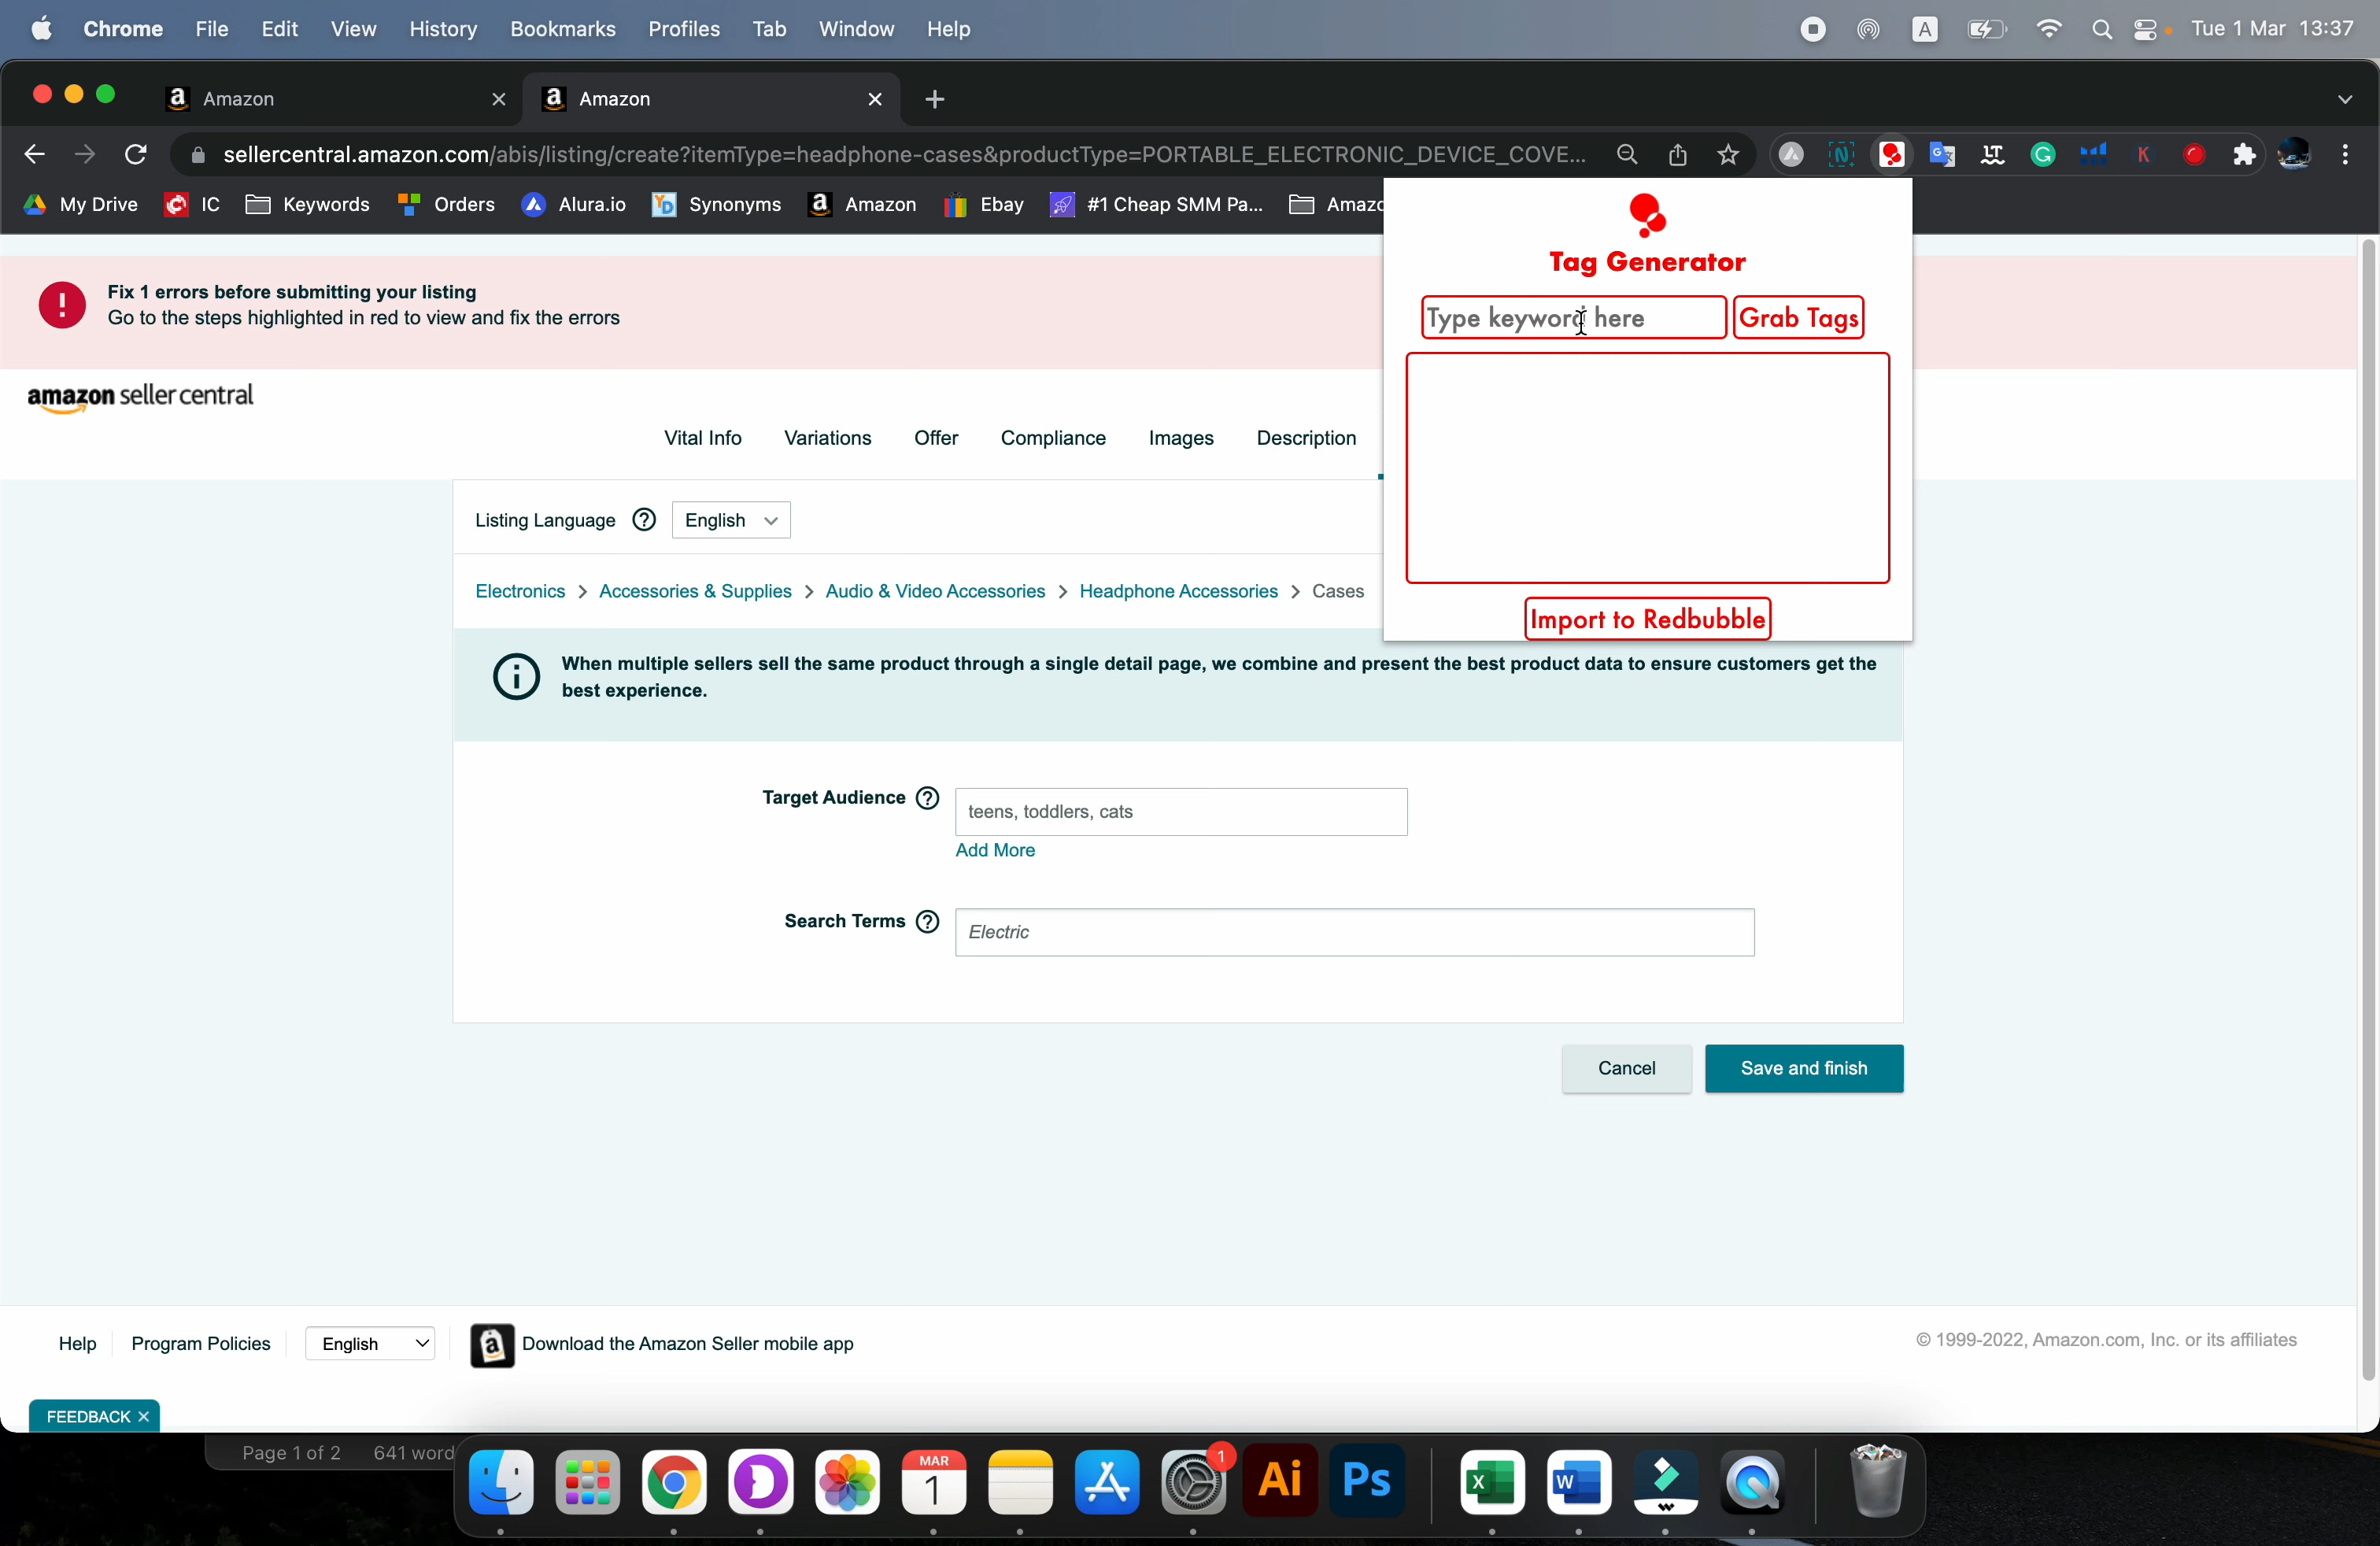 Chrome File Edit View History Bookmarks Profiles Tab Window Help A Tue 1 Mar 13:37
Amazon Amazon
sellercentral.amazon.com/abis/listing/create?itemType=headphone-cases&productType=PORTABLE_ELECTRONIC_DEVICE_COVE...
My Drive IC Keywords Orders Alura.io YD Synonyms Amazon Ebay #1 Cheap SMM Pa... Amazo
Tag Generator
Type keyword here Grab Tags
Import to Redbubble
Fix 1 errors before submitting your listing
Go to the steps highlighted in red to view and fix the errors
amazon seller central
Vital Info Variations Offer Compliance Images Description
Listing Language English
Electronics > Accessories & Supplies > Audio & Video Accessories > Headphone Accessories > Cases
When multiple sellers sell the same product through a single detail page, we combine and present the best product data to ensure customers get the
best experience.
Target Audience teens, toddlers, cats
Add More
Search Terms Electric
Cancel Save and finish
Help Program Policies English Download the Amazon Seller mobile app © 1999-2022, Amazon.com, Inc. or its affiliates
FEEDBACK
Page 1 of 2 641 word
MAR
1
1
Ai Ps X W